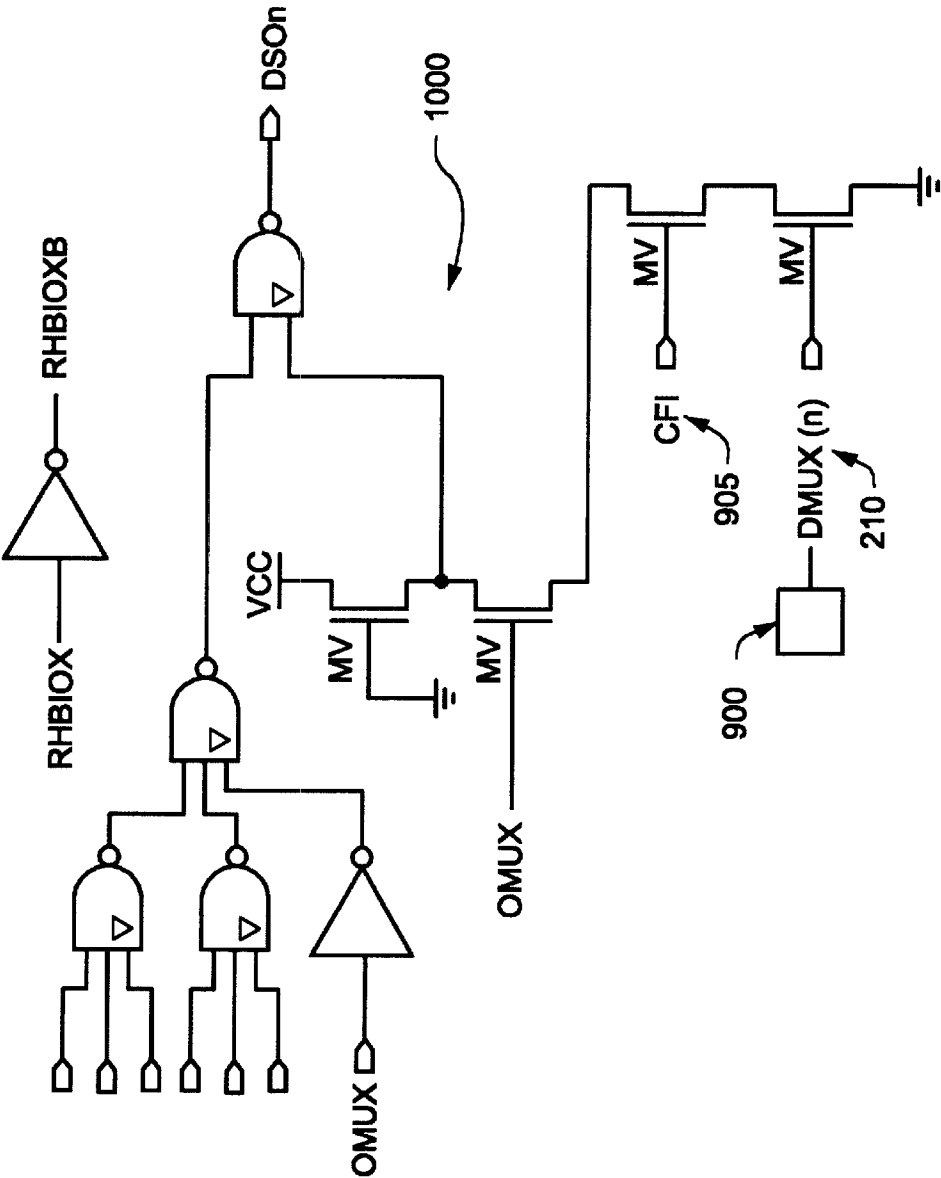 RHBIOX
RHBIOXB
DSOn
1000
OMUX
VCC
MV
MV
OMUX
MV
CFI
905
MV
DMUX (n)
210
900